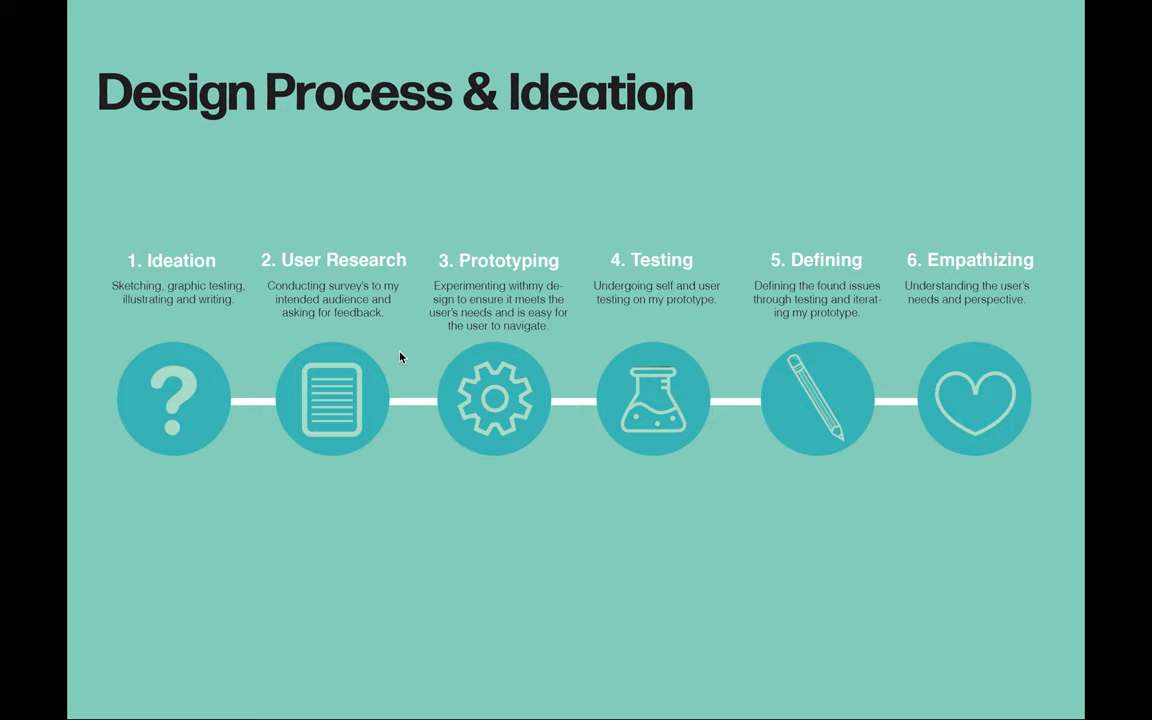 Design Process & Ideation
1. Ideation
Sketching, graphic testing,
illustrating and writing.
2. User Research
Conducting survey's to my
intended audience and
asking for feedback.
3. Prototyping
Experimenting withmy de-
sign to ensure it meets the
user's needs and is easy for
the user to navigate.
4. Testing
Undergoing self and user
testing on my prototype.
5. Defining
Defining the found issues
through testing and iterat-
ing my prototype.
6. Empathizing
Understanding the user's
needs and perspective.
?